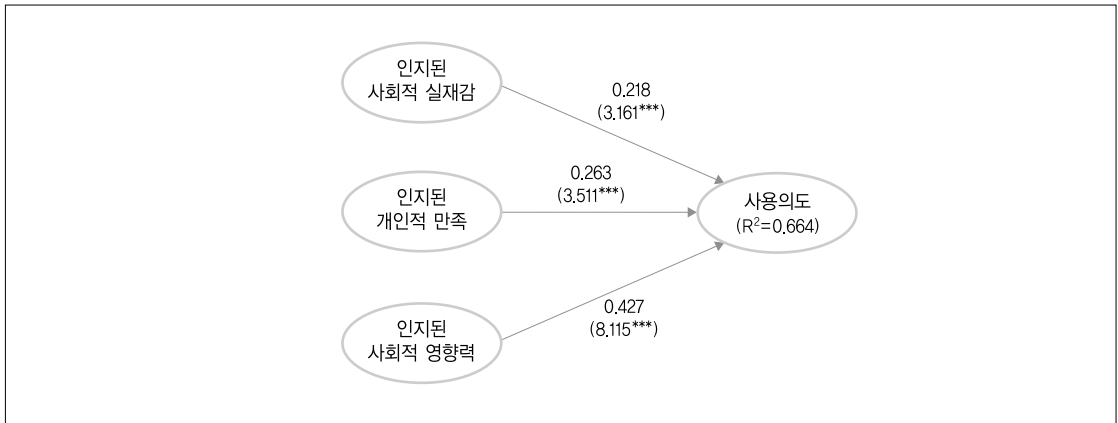 인지된
사회적 실재감
0.218
(3.161***)
인지된
개인적 만족
0.263
(3.511***)
사용의도
(R²=0.664)
0.427
(8.115***)
인지된
사회적 영향력